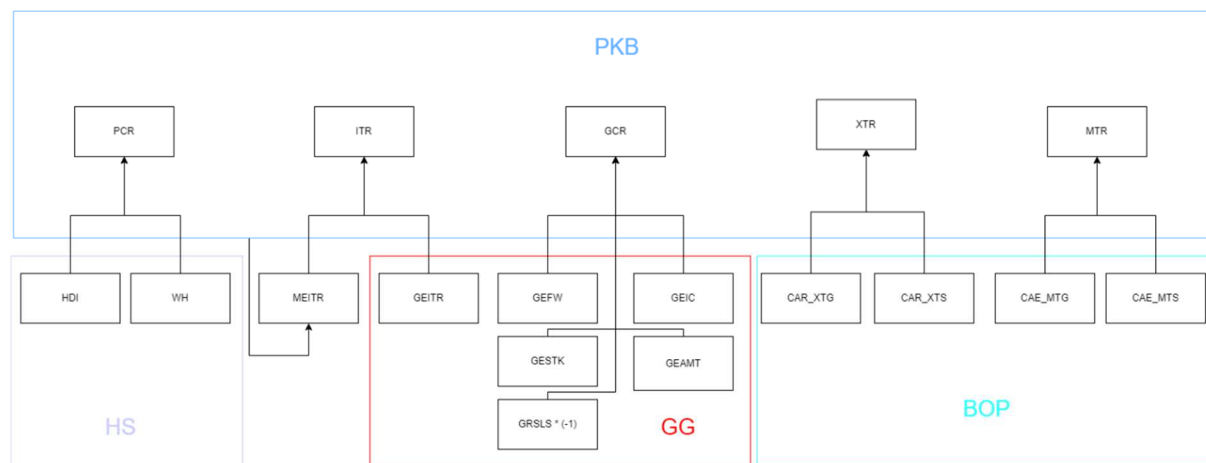 PKB
PCR
ITR
GCR
XTR
MTR
HDI
WH
MEITR
GEITR
GEFW
GEIC
CAR_XTG
CAR_XTS
CAE_MTG
CAE_MTS
GESTK
GEAMT
GRSLS * (-1)
HS
GG
BOP